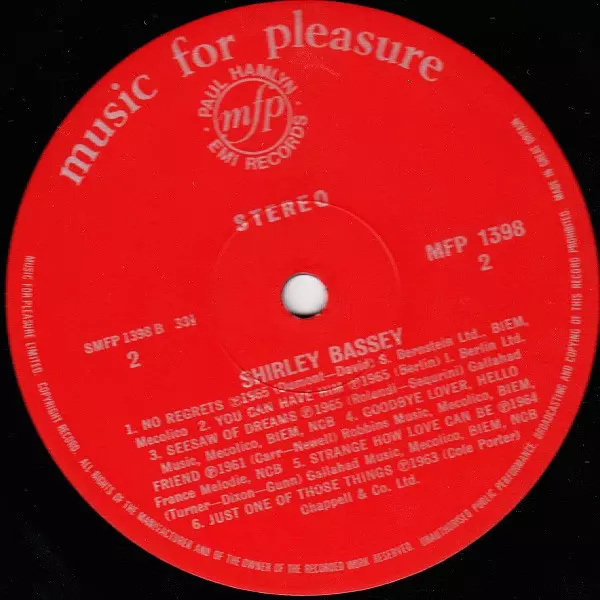 music for pleasure
PAUL HAMLYN
mfp
EMI RECORDS
STEREO
MFP 1398
2
SMFP 1398 B 33⅓
2
SHIRLEY BASSEY
1. NO REGRETS ℗1965 (Dumont—David; S. Bernstein Ltd., BIEM,
Mecolico 2. YOU CAN HAVE HIM ℗1965 (Berlin) I. Berlin Ltd.
3. SEESAW OF DREAMS ℗1965 (Rolandi—Sequrini) Gallahad
Music, Mecolico, BIEM, NCB 4. GOODBYE LOVER, HELLO
FRIEND ℗1961 (Carr—Newell) Robbins Music, Mecolico, BIEM,
France Melodie, NCB 5. STRANGE HOW LOVE CAN BE ℗1964
(Turner—Dixon—Gunn) Gallahad Music, Mecolico, BIEM, NCB
6. JUST ONE OF THOSE THINGS ℗1963 (Cole Porter)
Chappell & Co. Ltd.
MUSIC FOR PLEASURE LIMITED. COPYRIGHT RECORD. ALL RIGHTS OF THE MANUFACTURER AND OF THE OWNER OF THE RECORDED WORK RESERVED. UNAUTHORISED PUBLIC PERFORMANCE, BROADCASTING AND COPYING OF THIS RECORD PROHIBITED. MADE IN GREAT BRITAIN